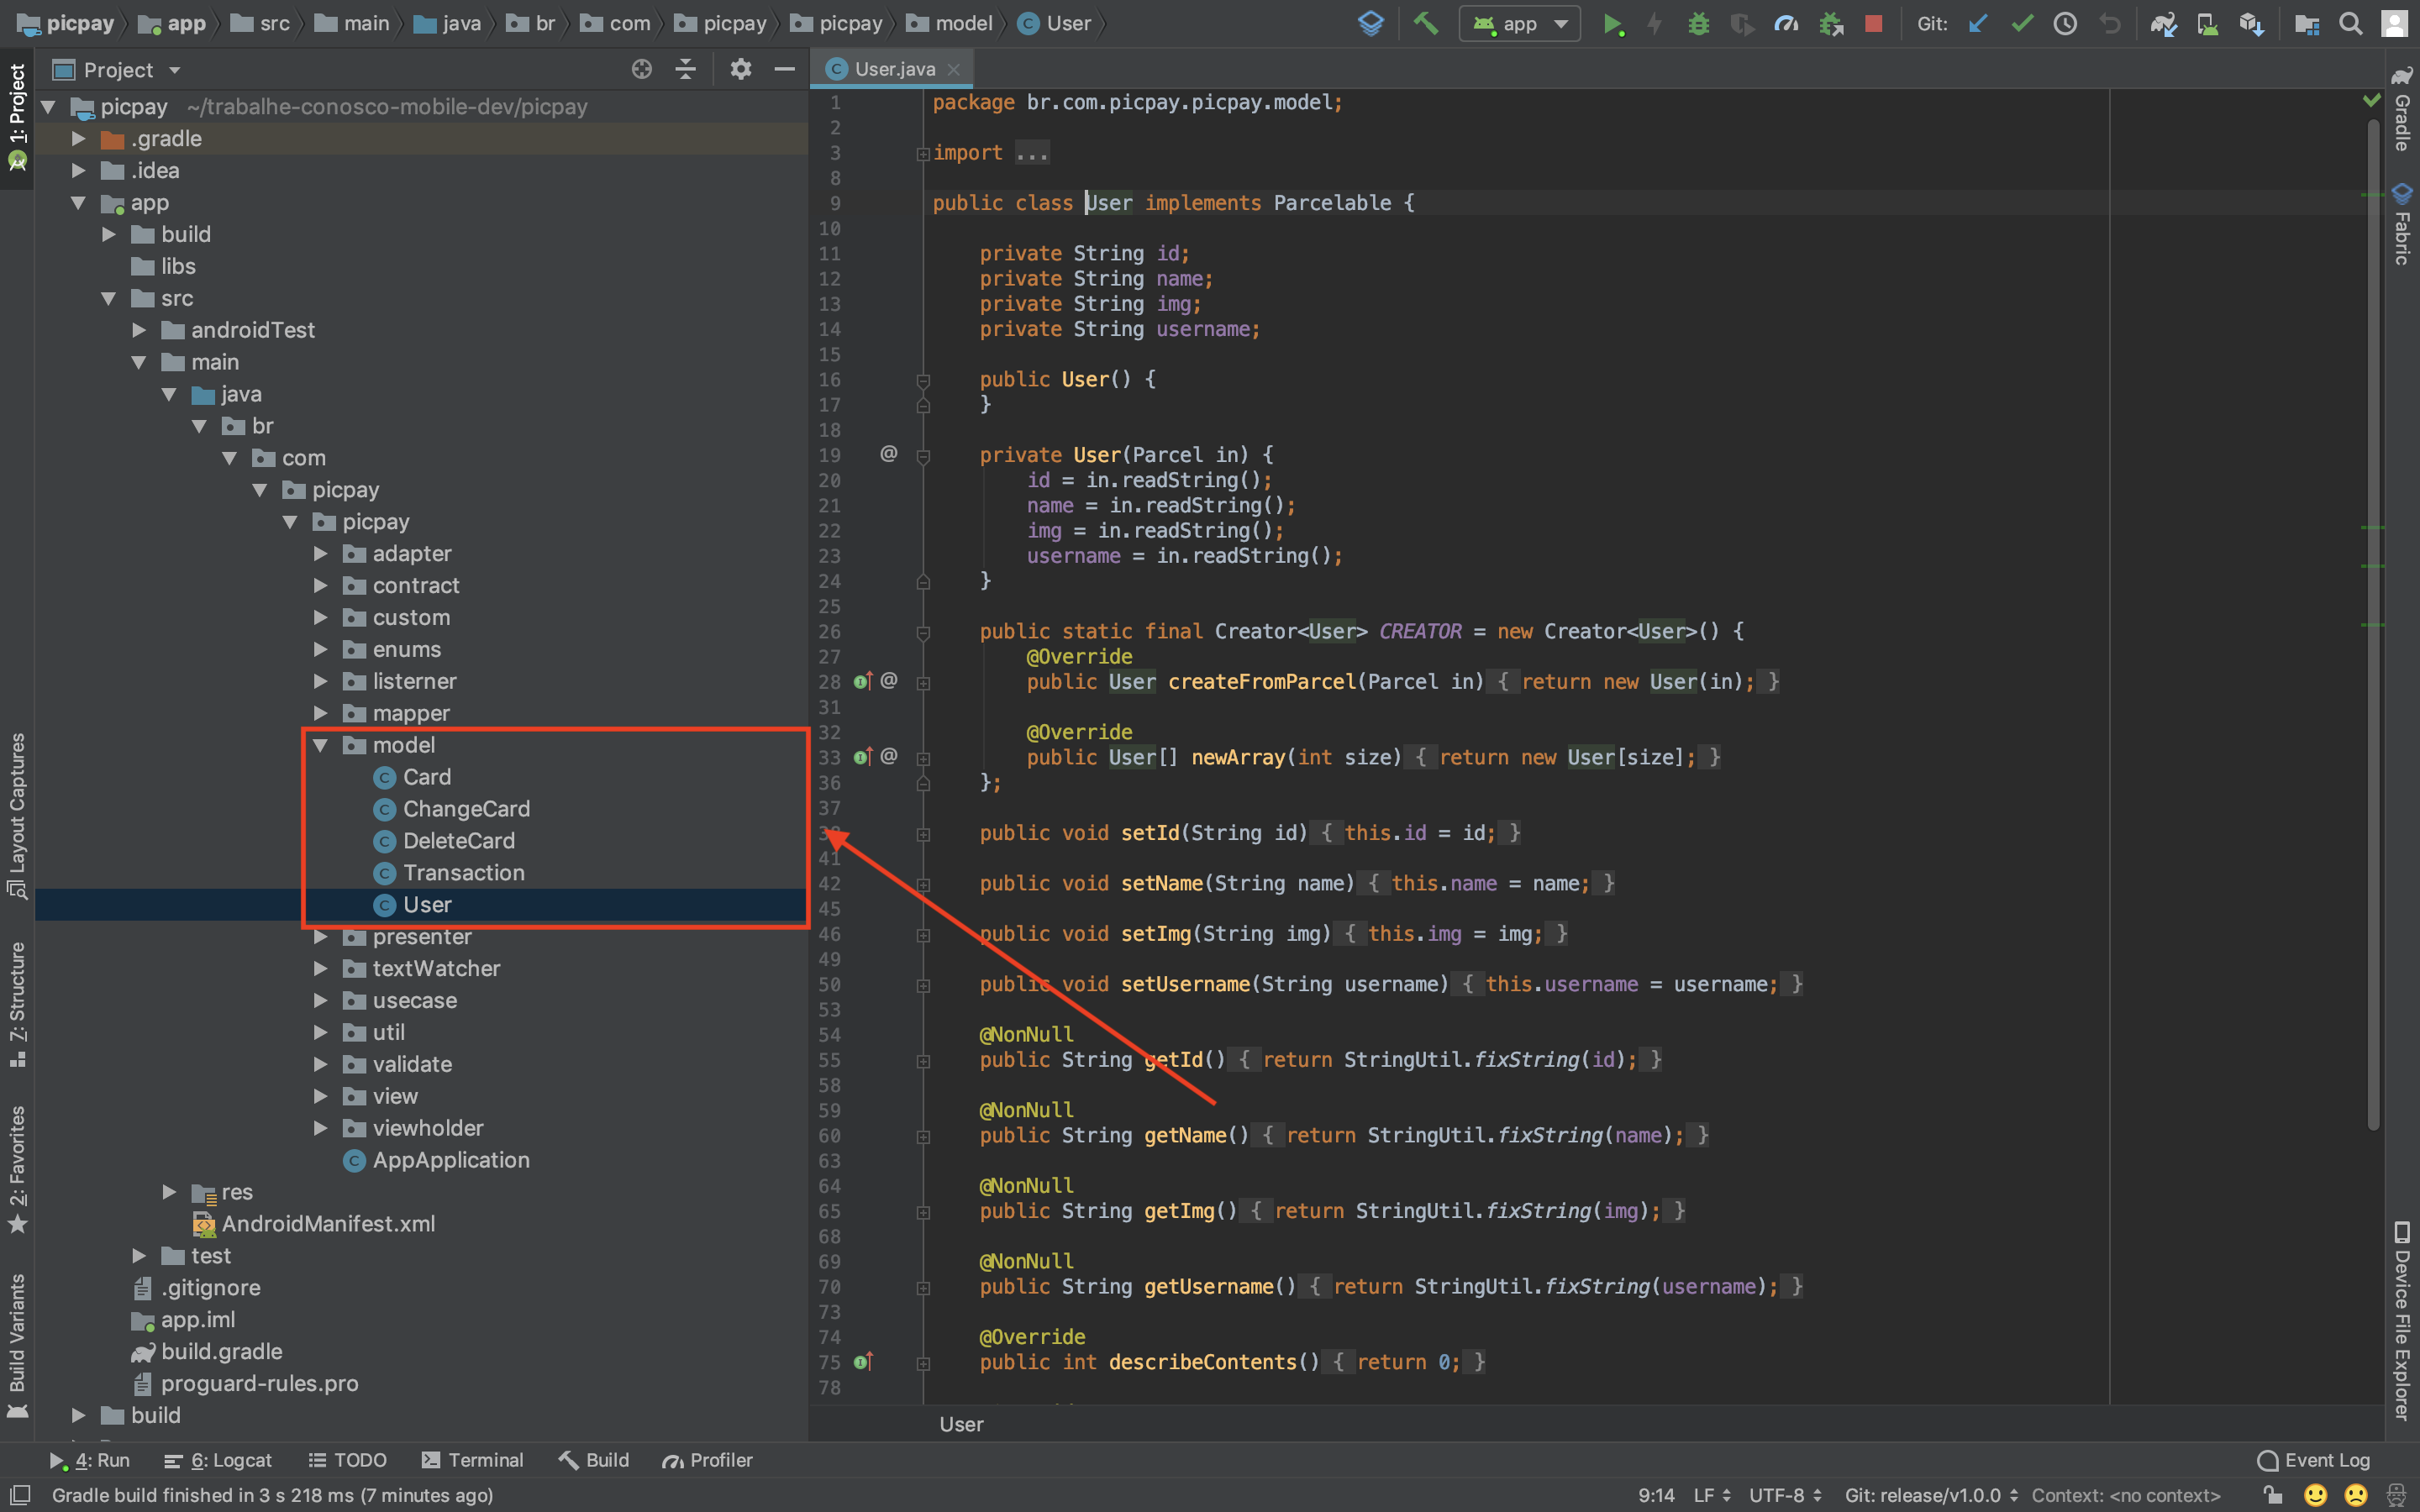 picpay app src main java br com picpay picpay model User
app
Git:
1: Project
Layout Captures
7: Structure
2: Favorites
Build Variants
Project
picpay ~/trabalhe-conosco-mobile-dev/picpay
.gradle
.idea
app
build
libs
src
androidTest
main
java
br
com
picpay
picpay
adapter
contract
custom
enums
listerner
mapper
model
Card
ChangeCard
DeleteCard
Transaction
User
presenter
textWatcher
usecase
util
validate
view
viewholder
AppApplication
res
AndroidManifest.xml
test
.gitignore
app.iml
build.gradle
proguard-rules.pro
build
User.java
1 package br.com.picpay.picpay.model;
2
3 import ...
8
9 public class User implements Parcelable {
10
11 private String id;
12 private String name;
13 private String img;
14 private String username;
15
16 public User() {
17 }
18
19 @ private User(Parcel in) {
20 id = in.readString();
21 name = in.readString();
22 img = in.readString();
23 username = in.readString();
24 }
25
26 public static final Creator<User> CREATOR = new Creator<User>() {
27 @Override
28 @ public User createFromParcel(Parcel in) { return new User(in); }
31
32 @Override
33 @ public User[] newArray(int size) { return new User[size]; }
36 };
37
38 public void setId(String id) { this.id = id; }
41
42 public void setName(String name) { this.name = name; }
45
46 public void setImg(String img) { this.img = img; }
49
50 public void setUsername(String username) { this.username = username; }
53
54 @NonNull
55 public String getId() { return StringUtil.fixString(id); }
58
59 @NonNull
60 public String getName() { return StringUtil.fixString(name); }
63
64 @NonNull
65 public String getImg() { return StringUtil.fixString(img); }
68
69 @NonNull
70 public String getUsername() { return StringUtil.fixString(username); }
73
74 @Override
75 public int describeContents() { return 0; }
78
User
Gradle
Fabric
Device File Explorer
4: Run 6: Logcat TODO Terminal Build Profiler Event Log
Gradle build finished in 3 s 218 ms (7 minutes ago) 9:14 LF UTF-8 Git: release/v1.0.0 Context: <no context>